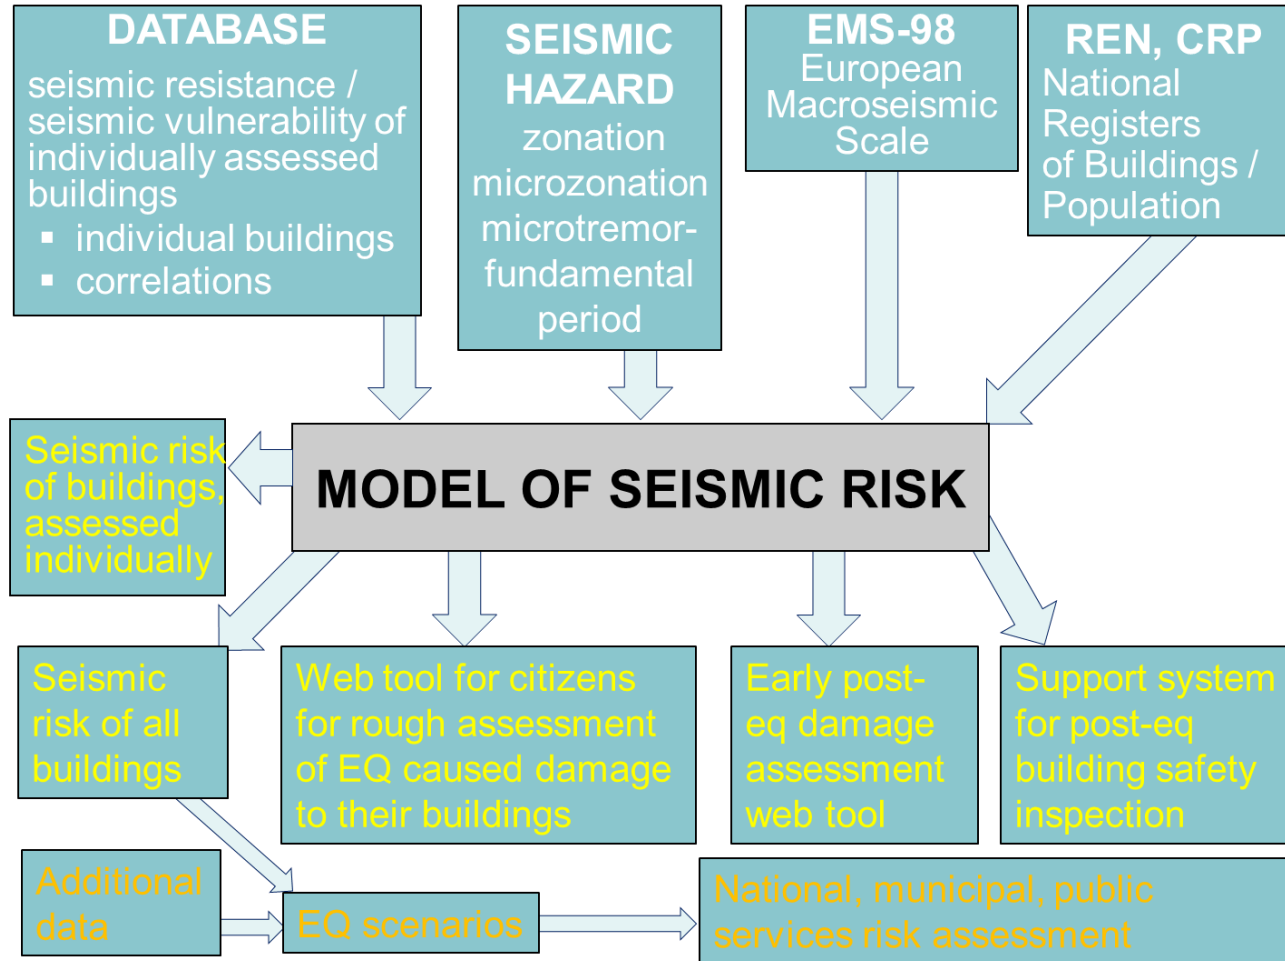 DATABASE
seismic resistance /
seismic vulnerability of
individually assessed
buildings
▪ individual buildings
▪ correlations
SEISMIC
HAZARD
zonation
microzonation
microtremor-
fundamental
period
EMS-98
European
Macroseismic
Scale
REN, CRP
National
Registers
of Buildings /
Population
MODEL OF SEISMIC RISK
Seismic risk
of buildings,
assessed
individually
Seismic
risk of all
buildings
Web tool for citizens
for rough assessment
of EQ caused damage
to their buildings
Early post-
eq damage
assessment
web tool
Support system
for post-eq
building safety
inspection
Additional
data
EQ scenarios
National, municipal, public
services risk assessment